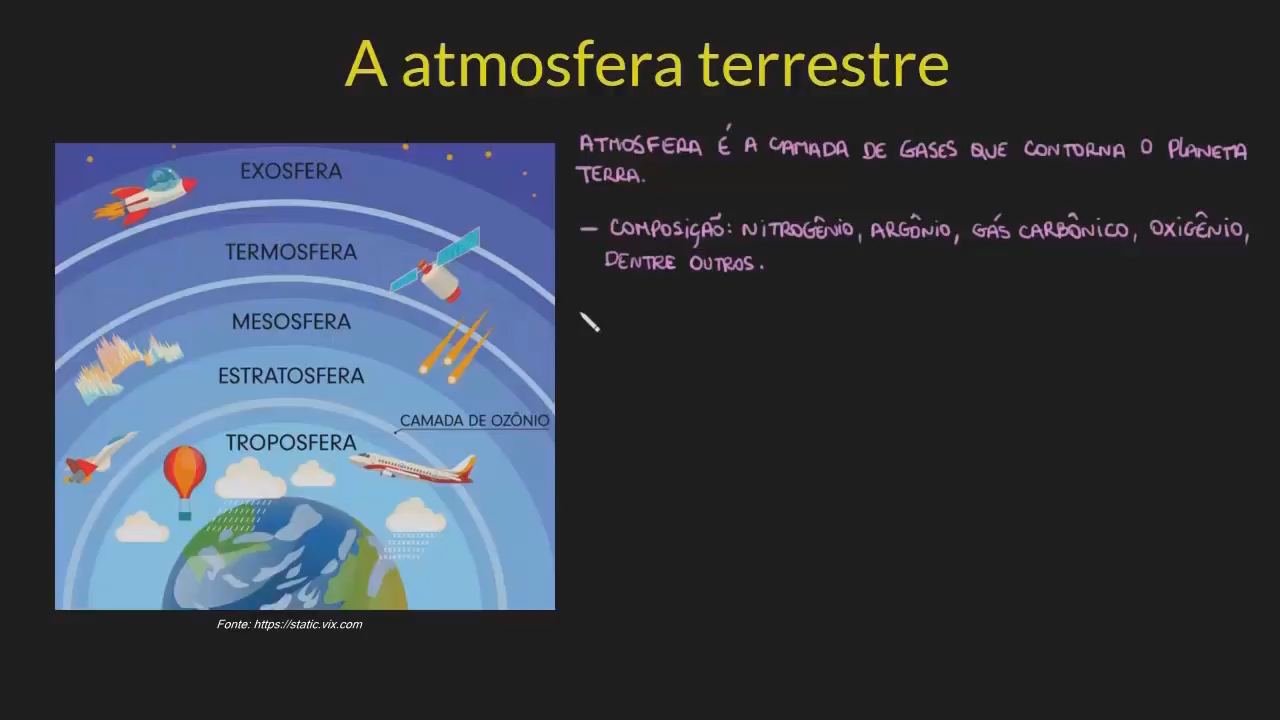 A atmosfera terrestre
ATMOSFERA É A CAMADA DE GASES QUE CONTORNA O PLANETA
TERRA.
– COMPOSIÇÃO: NITROGÊNIO, ARGÔNIO, GÁS CARBÔNICO, OXIGÊNIO,
DENTRE OUTROS.
EXOSFERA
TERMOSFERA
MESOSFERA
ESTRATOSFERA
CAMADA DE OZÔNIO
TROPOSFERA
Fonte: https://static.vix.com